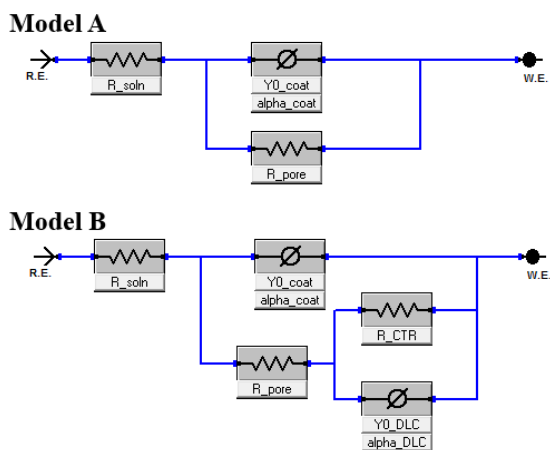 Model A
R.E.
R_soln
Y0_coat
alpha_coat
W.E.
R_pore
Model B
R.E.
R_soln
Y0_coat
alpha_coat
W.E.
R_CTR
R_pore
Y0_DLC
alpha_DLC